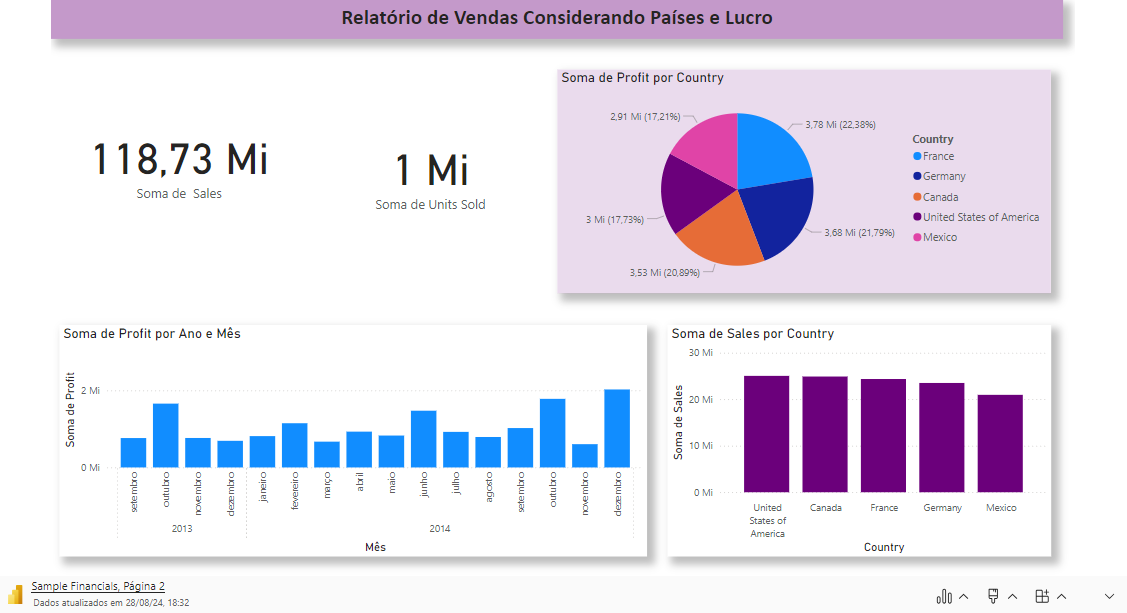 Relatório de Vendas Considerando Países e Lucro
118,73 Mi
Soma de Sales
1 Mi
Soma de Units Sold
Soma de Profit por Country
2,91 Mi (17,21%)
3,78 Mi (22,38%)
3 Mi (17,73%)
3,68 Mi (21,79%)
3,53 Mi (20,89%)
Country
France
Germany
Canada
United States of America
Mexico
Soma de Profit por Ano e Mês
Soma de Profit
2 Mi
0 Mi
setembro
outubro
novembro
dezembro
janeiro
fevereiro
março
abril
maio
junho
julho
agosto
setembro
outubro
novembro
dezembro
2013
2014
Mês
Soma de Sales por Country
Soma de Sales
30 Mi
20 Mi
10 Mi
0 Mi
United
States of
America
Canada
France
Germany
Mexico
Country
Sample Financials, Página 2
Dados atualizados em 28/08/24, 18:32